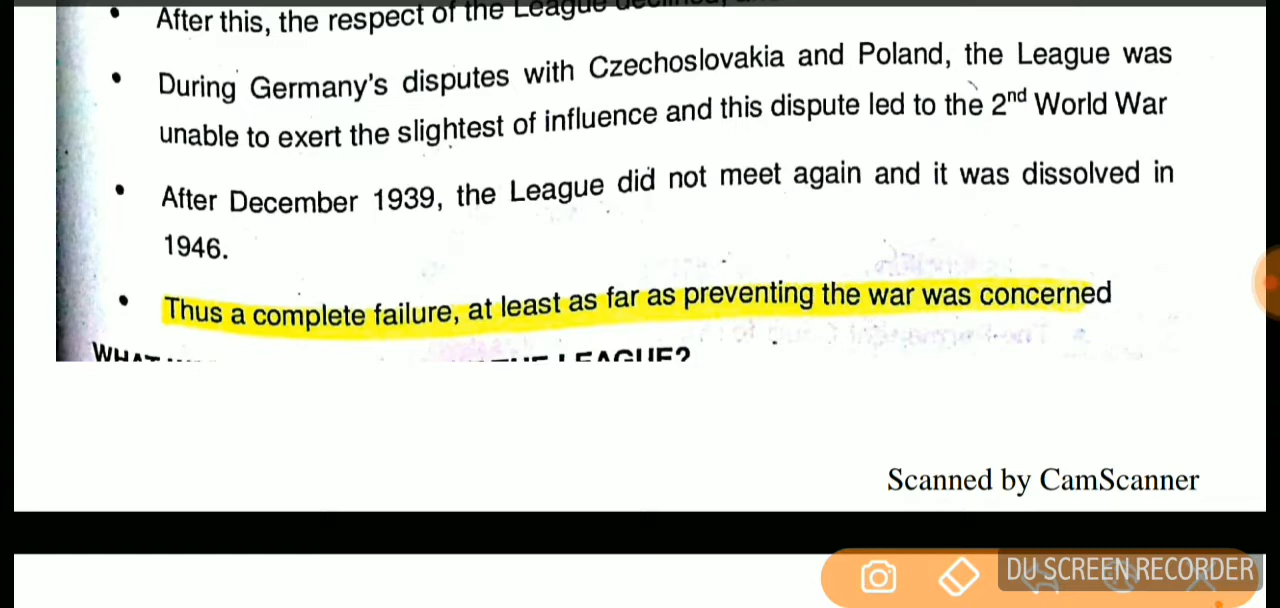 • After this, the respect of the League
• During Germany's disputes with Czechoslovakia and Poland, the League was
unable to exert the slightest of influence and this dispute led to the 2nd World War
• After December 1939, the League did not meet again and it was dissolved in
1946.
• Thus a complete failure, at least as far as preventing the war was concerned
LEAGUE?
Scanned by CamScanner
DU SCREEN RECORDER